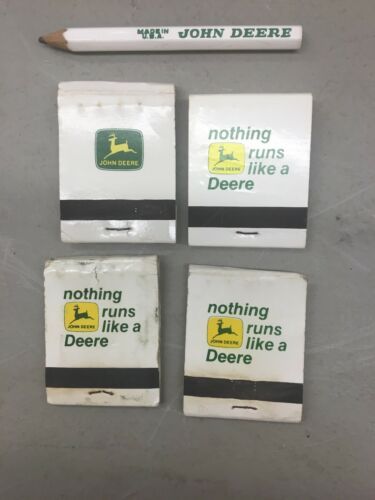 MADE IN
U.S.A.
JOHN DEERE
JOHN DEERE
nothing
runs
JOHN DEERE
like a
Deere
nothing
runs
JOHN DEERE
like a
Deere
nothing
runs
JOHN DEERE
like a
Deere